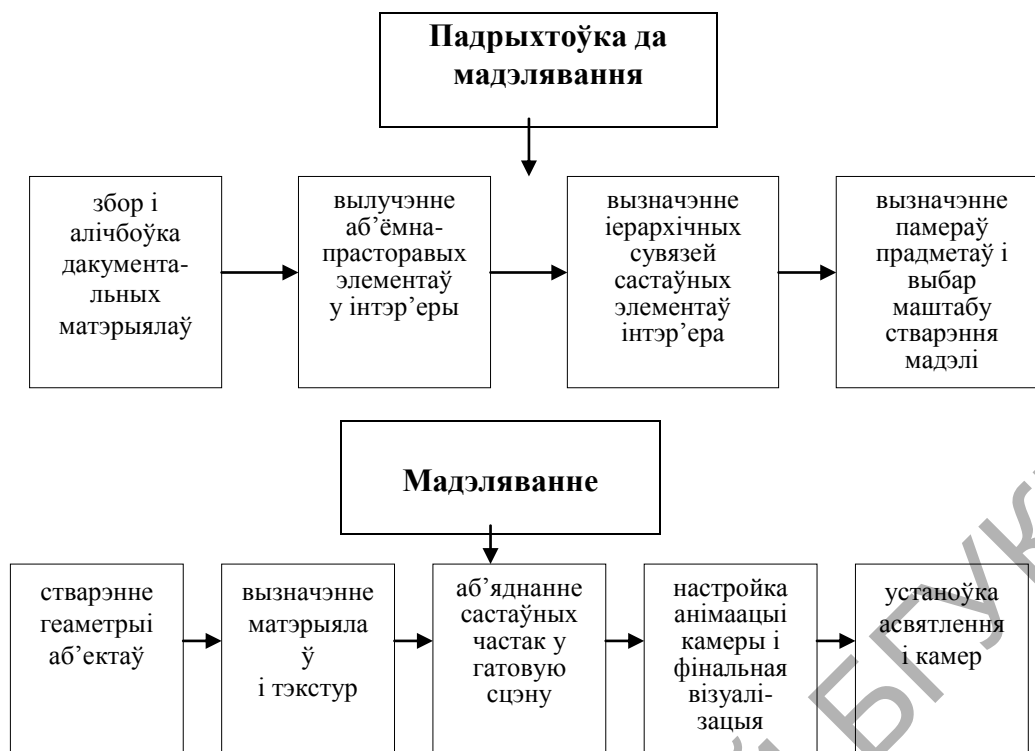 Падрыхтоўка да
мадэлявання
збор і
алічбоўка
дакумента-
льных
матэрыялаў
вылучэнне
аб’ёмна-
прасторавых
элементаў
у інтэр’еры
вызначэнне
іерархічных
сувязей
састаўных
элементаў
інтэр’ера
вызначэнне
памераў
прадметаў і
выбар
маштабу
стварэння
мадэлі
Мадэляванне
стварэнне
геаметрыі
аб’ектаў
вызначэнне
матэрыяла
ў
і тэкстур
аб’яднанне
састаўных
частак у
гатовую
сцэну
настройка
анімаацыі
камеры і
фінальная
візуалі-
зацыя
устаноўка
асвятлення
і камер
БГУК